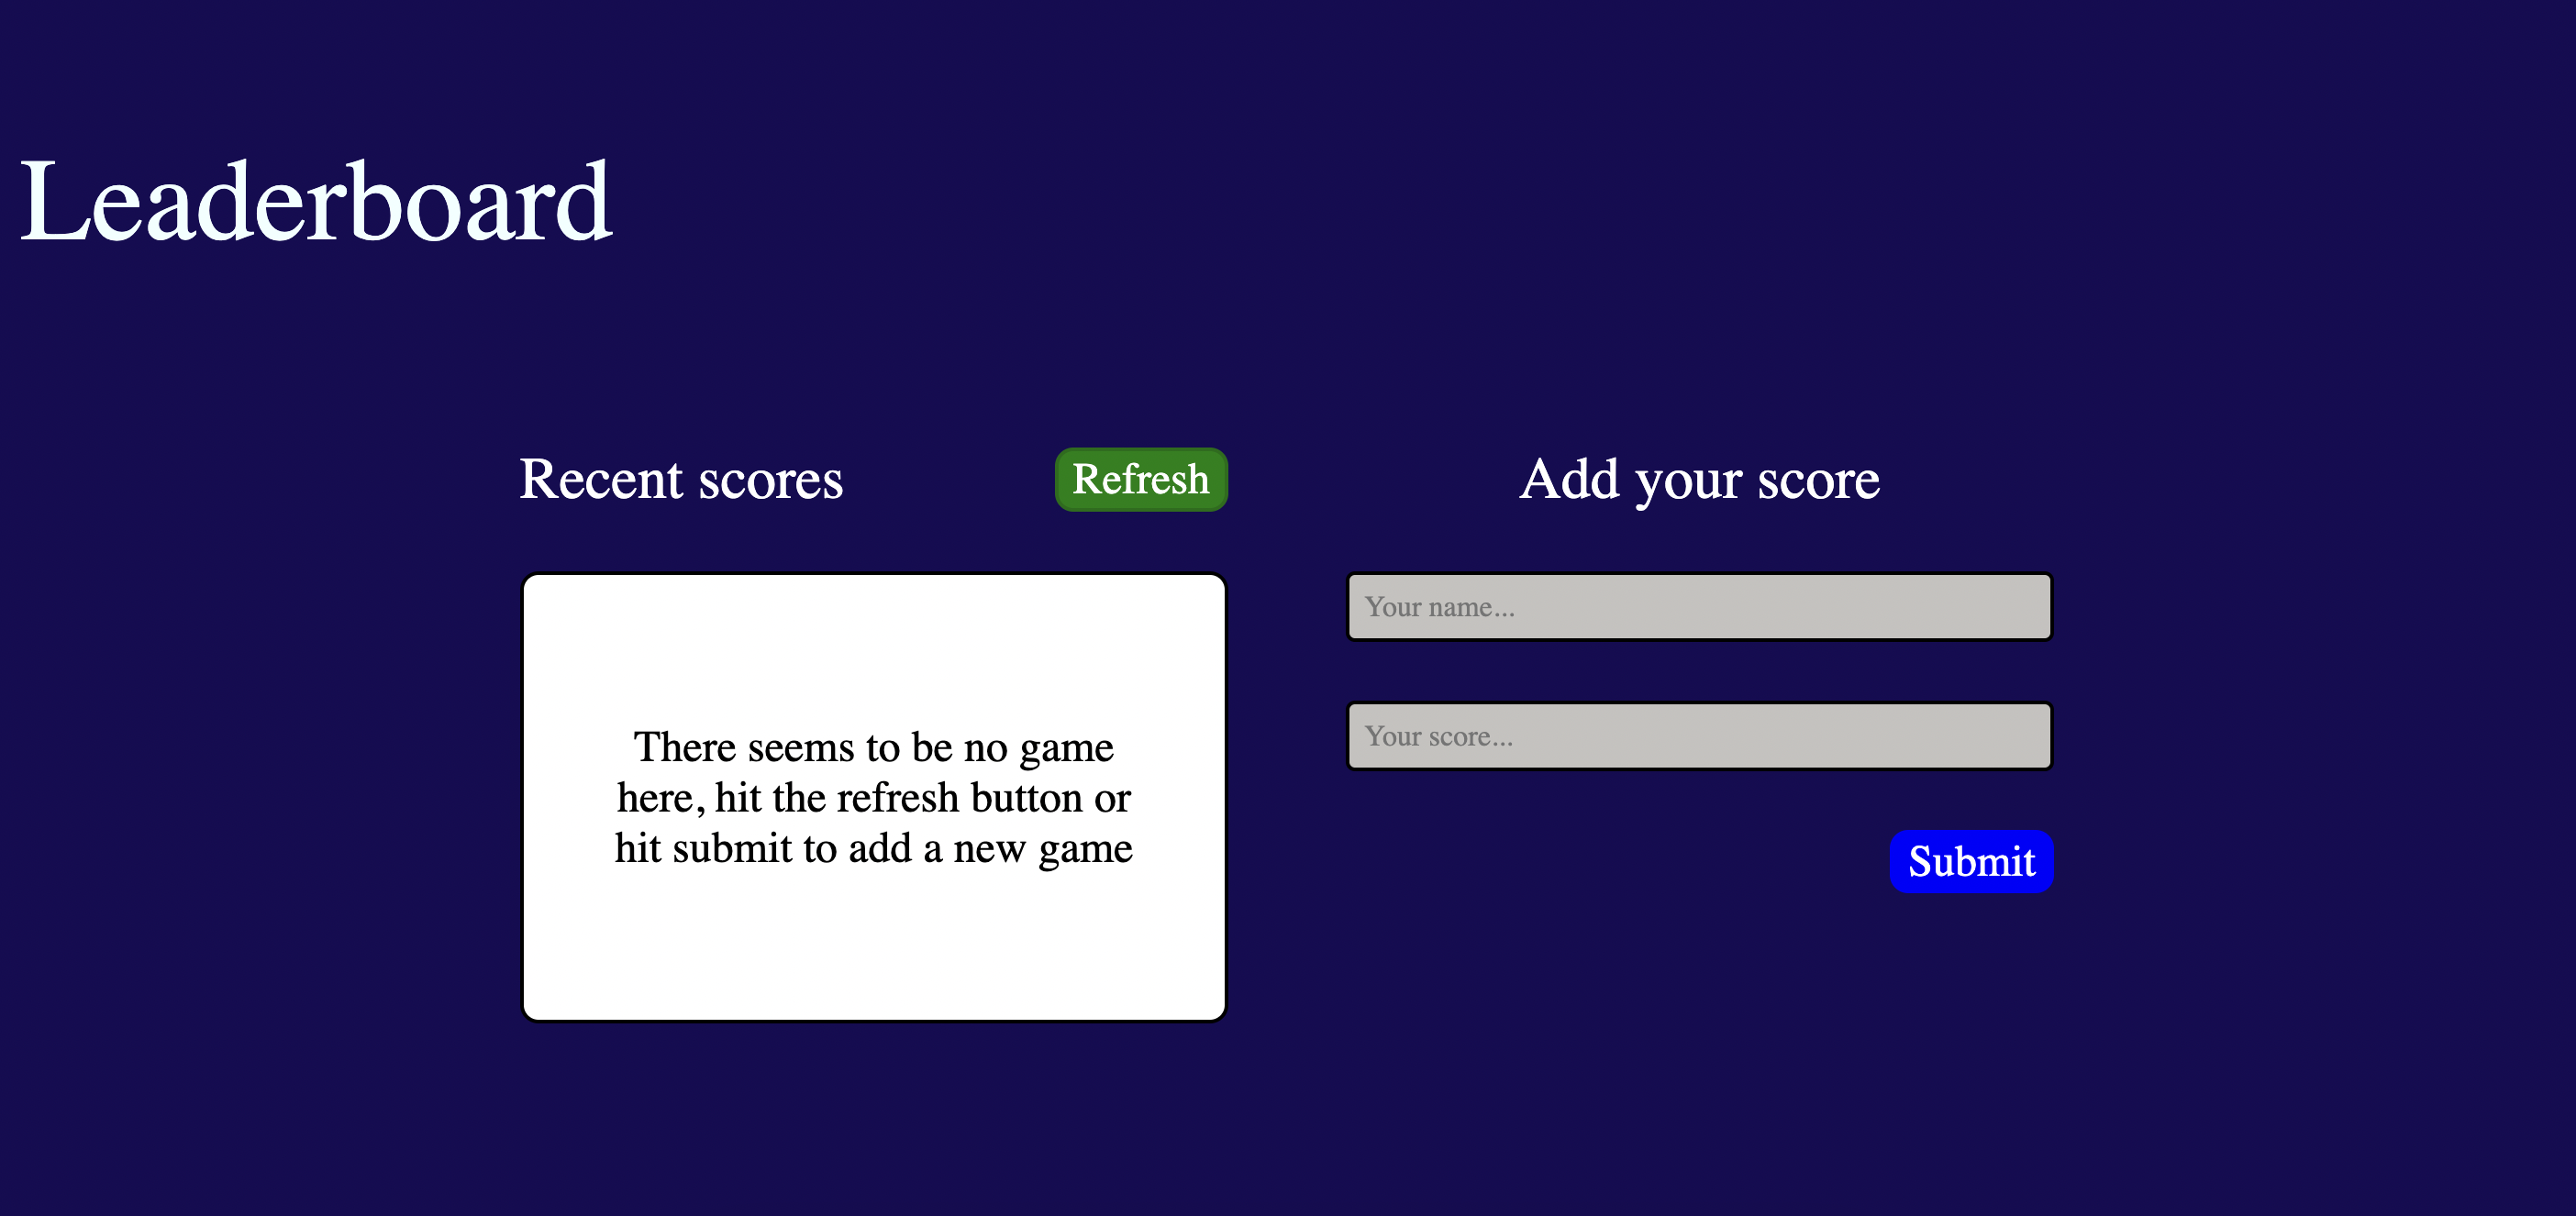 Leaderboard
Recent scores
Refresh
There seems to be no game
here, hit the refresh button or
hit submit to add a new game
Add your score
Your name...
Your score...
Submit